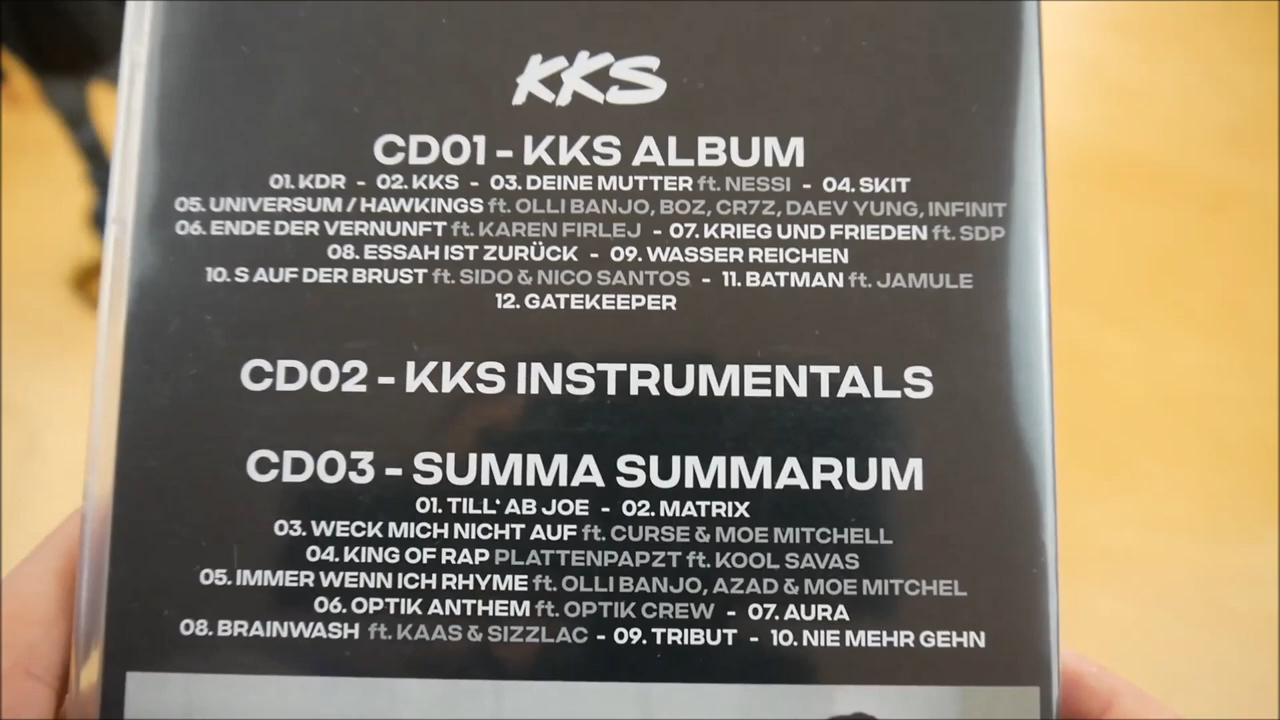 KKS
CD01 - KKS ALBUM
01. KDR - 02. KKS - 03. DEINE MUTTER ft. NESSI - 04. SKIT
05. UNIVERSUM / HAWKINGS ft. OLLI BANJO, BOZ, CR7Z, DAEV YUNG, INFINIT
06. ENDE DER VERNUNFT ft. KAREN FIRLEJ - 07. KRIEG UND FRIEDEN ft. SDP
08. ESSAH IST ZURÜCK - 09. WASSER REICHEN
10. S AUF DER BRUST ft. SIDO & NICO SANTOS - 11. BATMAN ft. JAMULE
12. GATEKEEPER
CD02 - KKS INSTRUMENTALS
CD03 - SUMMA SUMMARUM
01. TILL' AB JOE - 02. MATRIX
03. WECK MICH NICHT AUF ft. CURSE & MOE MITCHELL
04. KING OF RAP PLATTENPAPZT ft. KOOL SAVAS
05. IMMER WENN ICH RHYME ft. OLLI BANJO, AZAD & MOE MITCHEL
06. OPTIK ANTHEM ft. OPTIK CREW - 07. AURA
08. BRAINWASH ft. KAAS & SIZZLAC - 09. TRIBUT - 10. NIE MEHR GEHN